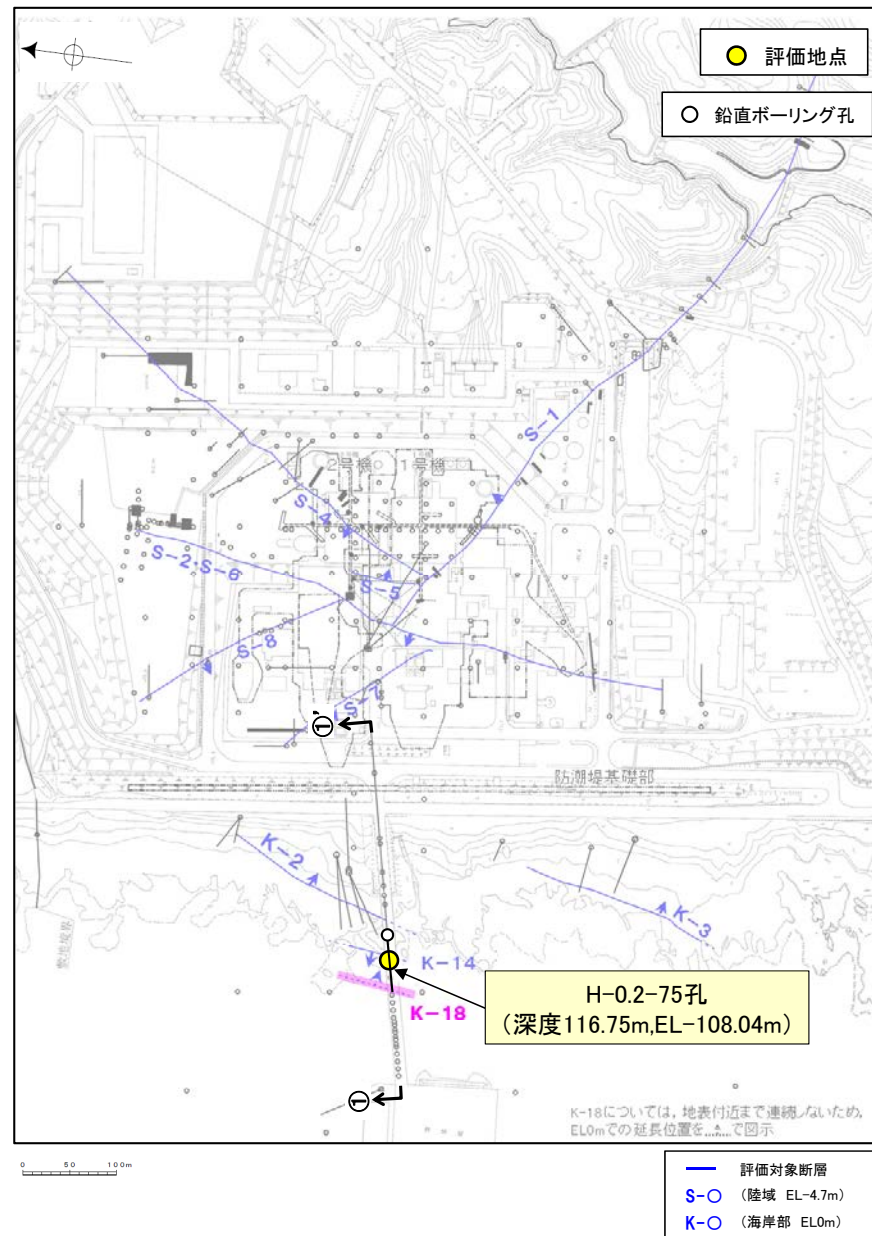 評価地点
鉛直ボーリング孔
S-1
2号機
1号機
S-4
S-2・S-6
S-5
S-8
S-7
①
防潮堤基礎部
K-2
K-3
敷地境界
K-14
K-18
H-0.2-75孔
(深度116.75m,EL-108.04m)
①
K-18については,地表付近まで連続しないため,
EL0mでの延長位置を で図示
0 50 100m
評価対象断層
S-○ (陸域 EL-4.7m)
K-○ (海岸部 EL0m)